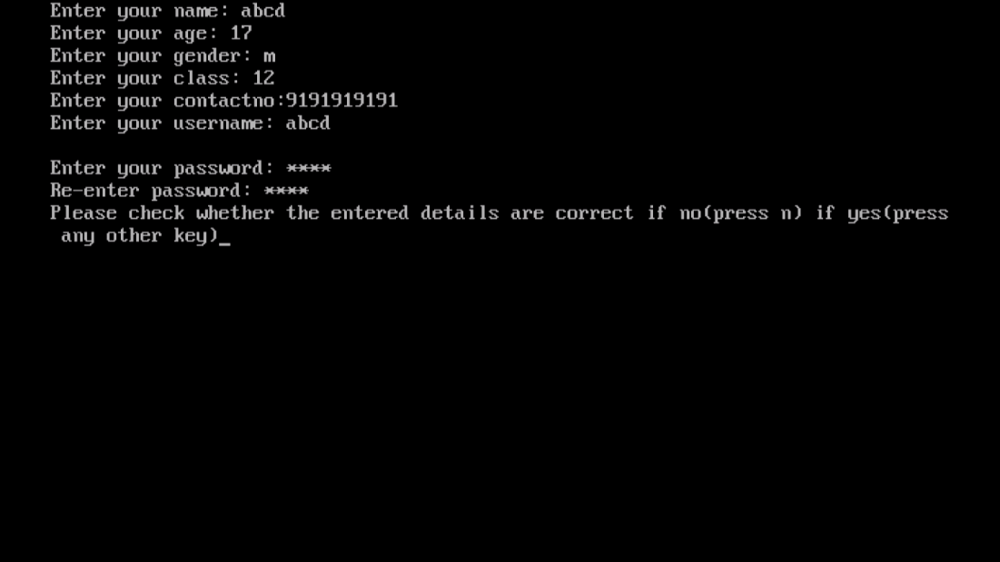 Enter your name: abcd
Enter your age: 17
Enter your gender: m
Enter your class: 12
Enter your contactno:9191919191
Enter your username: abcd
Enter your password: ****
Re-enter password: ****
Please check whether the entered details are correct if no(press n) if yes(press
any other key)_